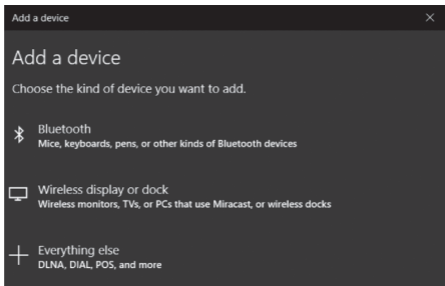 Add a device
Add a device
Choose the kind of device you want to add.
Bluetooth
Mice, keyboards, pens, or other kinds of Bluetooth devices
Wireless display or dock
Wireless monitors, TVs, or PCs that use Miracast, or wireless docks
Everything else
DLNA, DIAL, POS, and more